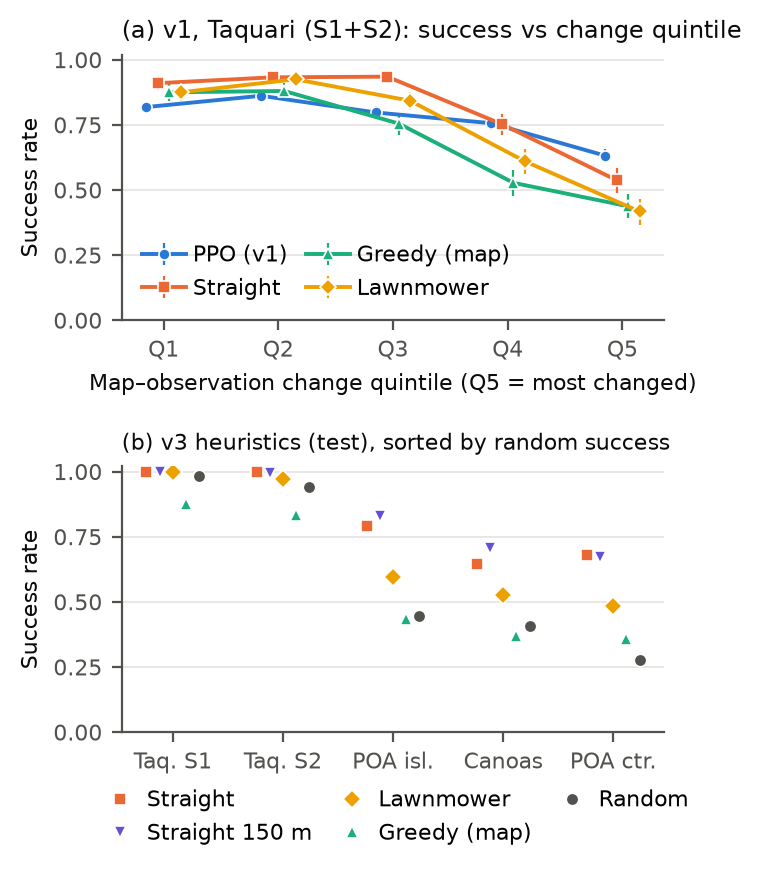 (a) v1, Taquari (S1+S2): success vs change quintile
1.00
0.75
0.50
0.25
0.00
Success rate
PPO (v1)
Greedy (map)
Straight
Lawnmower
Q1 Q2 Q3 Q4 Q5
Map–observation change quintile (Q5 = most changed)
(b) v3 heuristics (test), sorted by random success
1.00
0.75
0.50
0.25
0.00
Success rate
Taq. S1 Taq. S2 POA isl. Canoas POA ctr.
Straight Lawnmower Random
Straight 150 m Greedy (map)